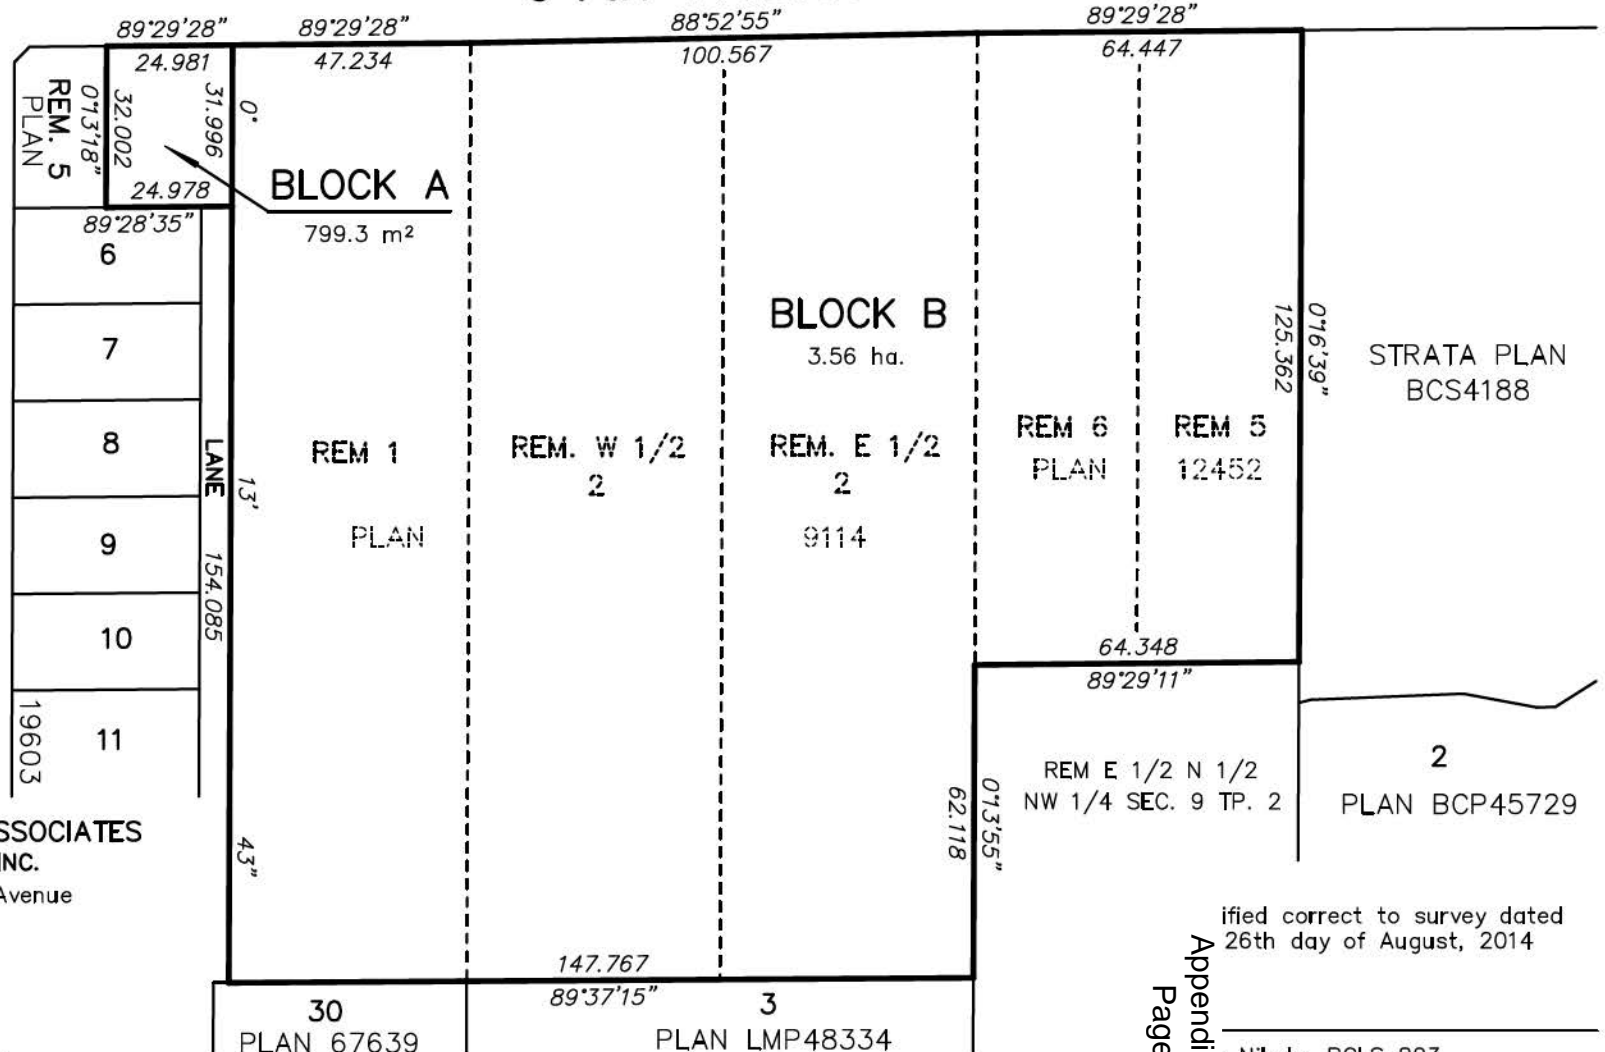 89°29'28"
89°29'28"
88°52'55"
89°29'28"
24.981
47.234
100.567
64.447
REM. 5
PLAN
0°13'18"
32.002
31.996
0°
24.978
89°28'35"
BLOCK A
799.3 m²
6
7
8
9
10
11
19603
LANE
154.085
13'
43"
BLOCK B
3.56 ha.
REM 1
PLAN
REM. W 1/2
2
REM. E 1/2
2
9114
REM 6
PLAN
REM 5
12452
125.362
0°16'39"
STRATA PLAN
BCS4188
64.348
89°29'11"
62.118
0°13'55"
REM E 1/2 N 1/2
NW 1/4 SEC. 9 TP. 2
2
PLAN BCP45729
SSOCIATES
INC.
Avenue
147.767
89°37'15"
30
PLAN 67639
3
PLAN LMP48334
ified correct to survey dated
26th day of August, 2014
Appendi
Page